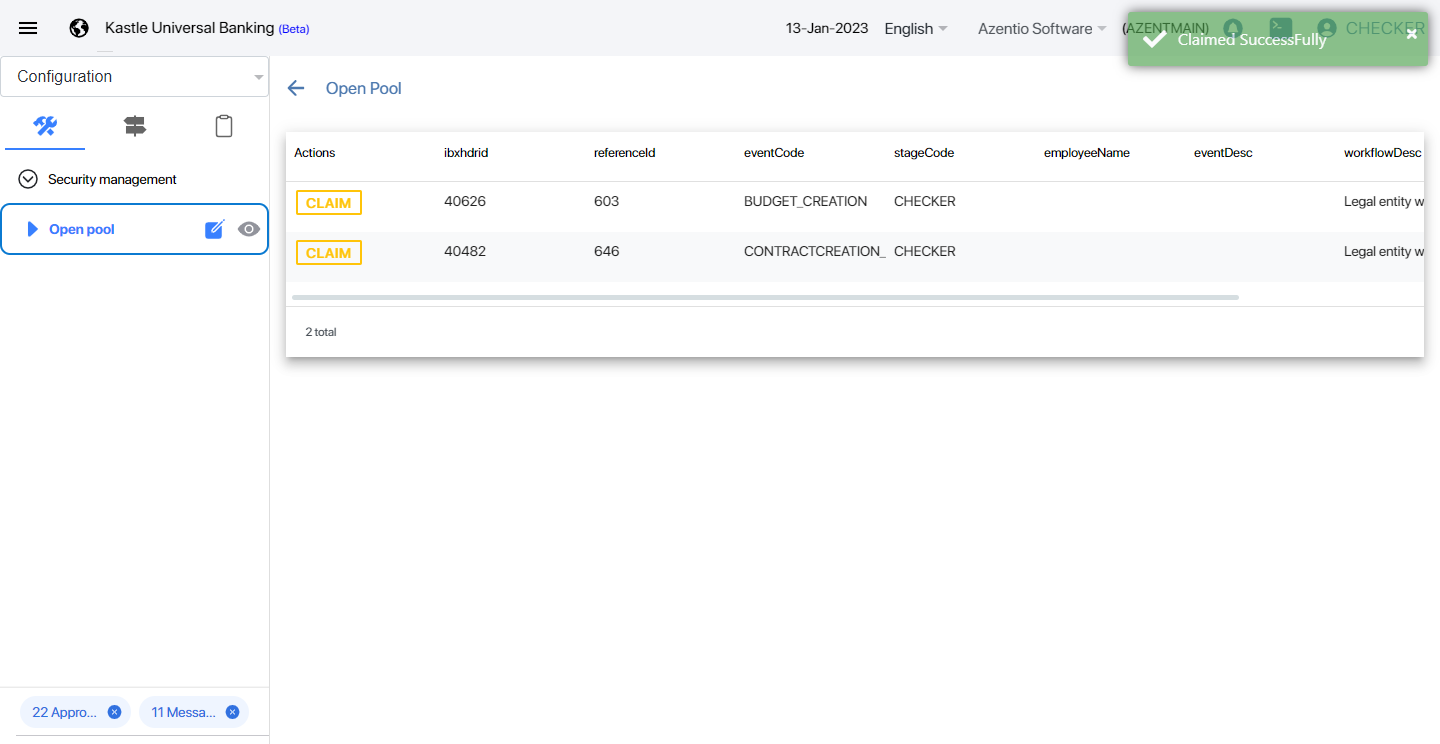 Kastle Universal Banking (Beta)
13-Jan-2023 English Azentio Software (AZENTMAIN) CHECKER
Claimed SuccessFully
Configuration
Open Pool
Security management
Open pool
Actions ibxhdrid referenceId eventCode stageCode employeeName eventDesc workflowDesc
CLAIM 40626 603 BUDGET_CREATION CHECKER Legal entity w
CLAIM 40482 646 CONTRACTCREATION_ CHECKER Legal entity w
2 total
22 Appro... 11 Messa...